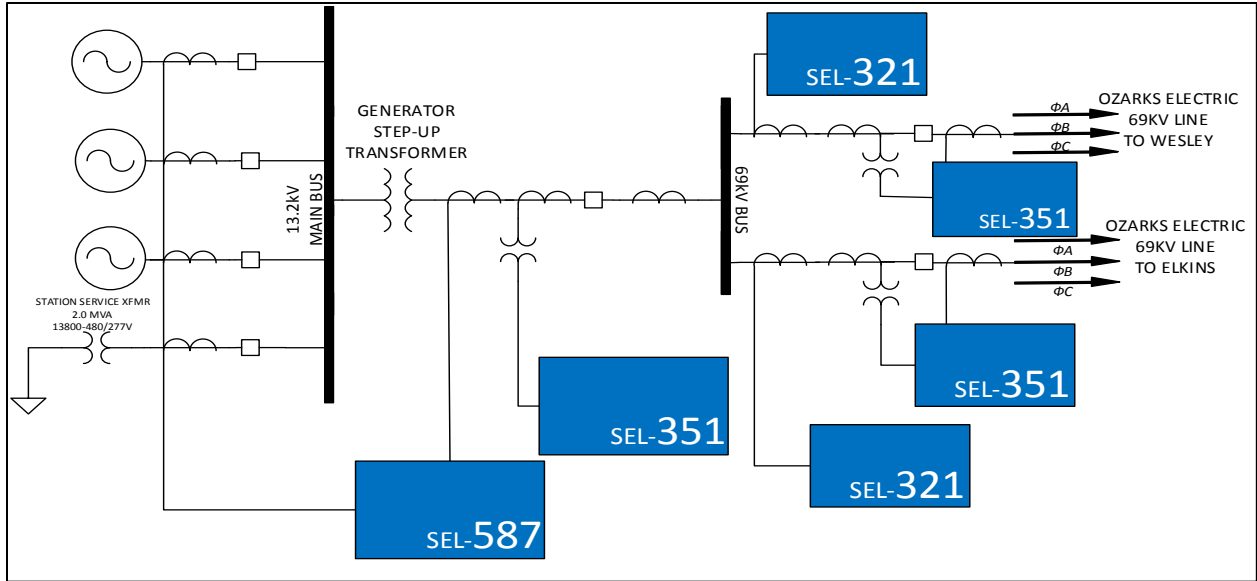 SEL-321
GENERATOR
STEP-UP
TRANSFORMER
ΦA
ΦB
ΦC
OZARKS ELECTRIC
69KV LINE
TO WESLEY
13.2kV
MAIN BUS
69KV BUS
SEL-351
OZARKS ELECTRIC
69KV LINE
TO ELKINS
ΦA
ΦB
ΦC
STATION SERVICE XFMR
2.0 MVA
13800-480/277V
SEL-351
SEL-351
SEL-321
SEL-587